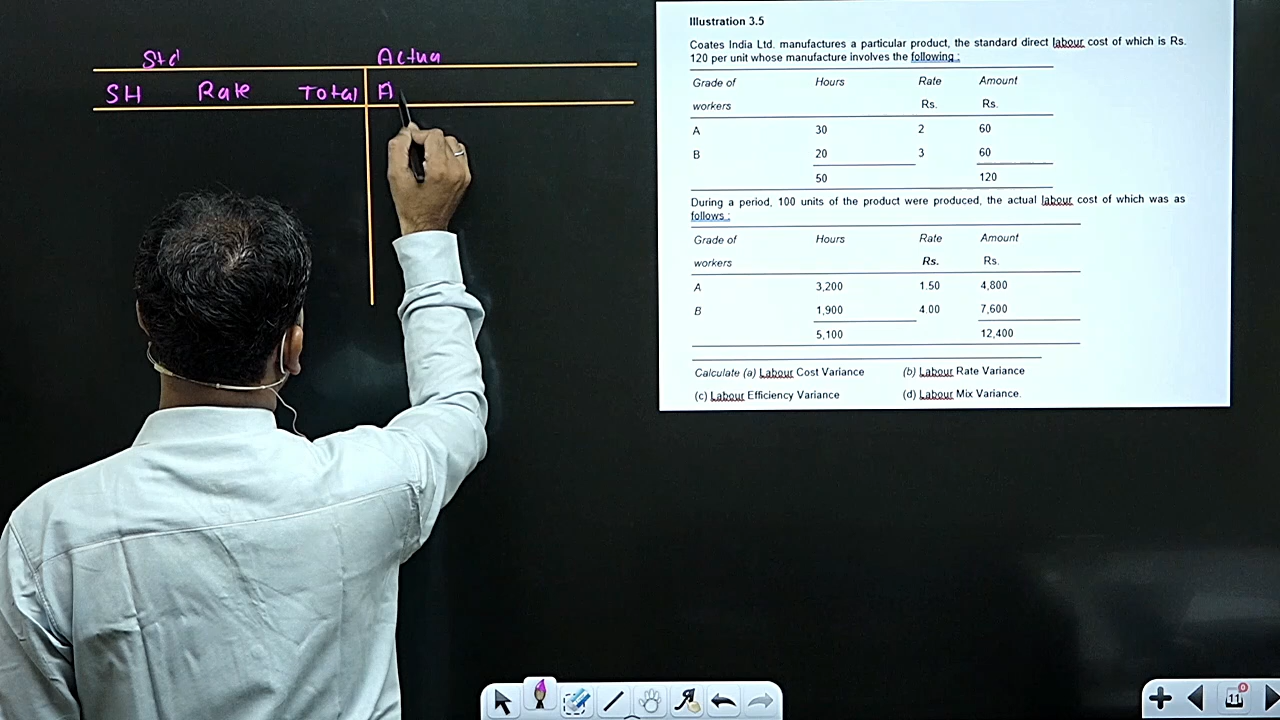 Std Actua
SH Rate Total A
Illustration 3.5
Coates India Ltd. manufactures a particular product, the standard direct labour cost of which is Rs.
120 per unit whose manufacture involves the following :
Grade of Hours Rate Amount
workers Rs. Rs.
A 30 2 60
B 20 3 60
50 120
During a period, 100 units of the product were produced, the actual labour cost of which was as
follows :
Grade of Hours Rate Amount
workers Rs. Rs.
A 3,200 1.50 4,800
B 1,900 4.00 7,600
5,100 12,400
Calculate (a) Labour Cost Variance (b) Labour Rate Variance
(c) Labour Efficiency Variance (d) Labour Mix Variance.
11